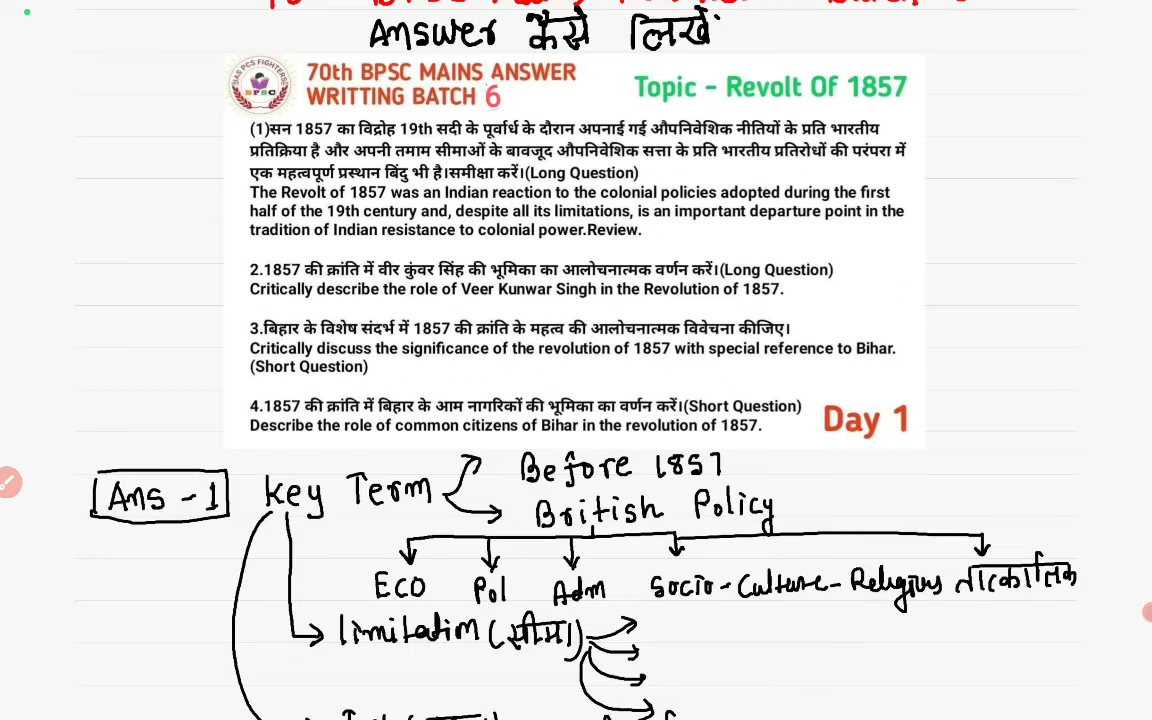 Answer कैसे लिखें
IAS PCS FIGHTERS
BPSC
70th BPSC MAINS ANSWER
WRITTING BATCH 6
Topic - Revolt Of 1857
(1)सन 1857 का विद्रोह 19th सदी के पूर्वार्ध के दौरान अपनाई गई औपनिवेशिक नीतियों के प्रति भारतीय
प्रतिक्रिया है और अपनी तमाम सीमाओं के बावजूद औपनिवेशिक सत्ता के प्रति भारतीय प्रतिरोधों की परंपरा में
एक महत्वपूर्ण प्रस्थान बिंदु भी है।समीक्षा करें।(Long Question)
The Revolt of 1857 was an Indian reaction to the colonial policies adopted during the first
half of the 19th century and, despite all its limitations, is an important departure point in the
tradition of Indian resistance to colonial power.Review.
2.1857 की क्रांति में वीर कुंवर सिंह की भूमिका का आलोचनात्मक वर्णन करें।(Long Question)
Critically describe the role of Veer Kunwar Singh in the Revolution of 1857.
3.बिहार के विशेष संदर्भ में 1857 की क्रांति के महत्व की आलोचनात्मक विवेचना कीजिए।
Critically discuss the significance of the revolution of 1857 with special reference to Bihar.
(Short Question)
4.1857 की क्रांति में बिहार के आम नागरिकों की भूमिका का वर्णन करें।(Short Question)
Describe the role of common citizens of Bihar in the revolution of 1857.
Day 1
Before 1857
Ans - 1 Key Term
British Policy
ECO Pol Adm Socio - Culture - Religious तात्कालिक
limitation (सीमा)